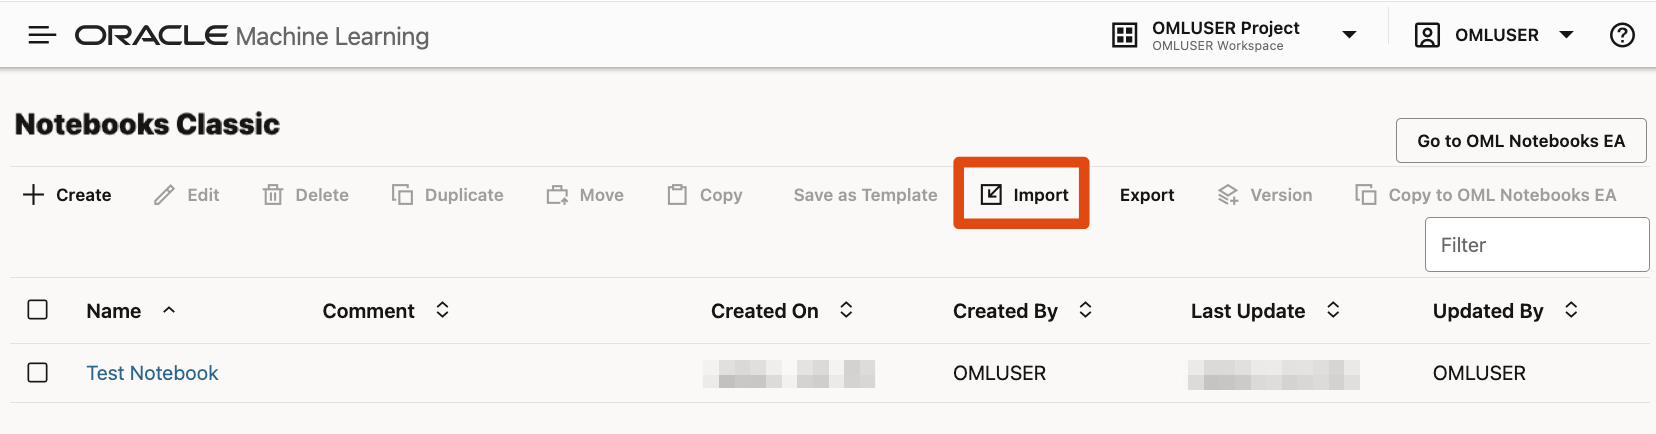 ORACLE Machine Learning
OMLUSER Project
OMLUSER Workspace
OMLUSER
Notebooks Classic
Go to OML Notebooks EA
Create Edit Delete Duplicate Move Copy Save as Template Import Export Version Copy to OML Notebooks EA
Filter
Name Comment Created On Created By Last Update Updated By
Test Notebook OMLUSER OMLUSER